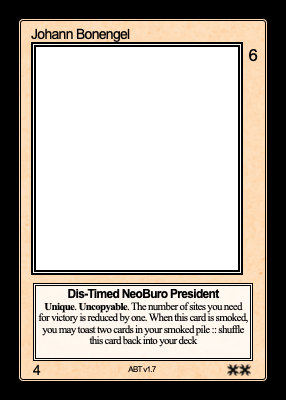 Johann Bonengel
6
Dis-Timed NeoBuro President
Unique. Uncopyable. The number of sites you need
for victory is reduced by one. When this card is smoked,
you may toast two cards in your smoked pile :: shuffle
this card back into your deck
4
ABT v1.7